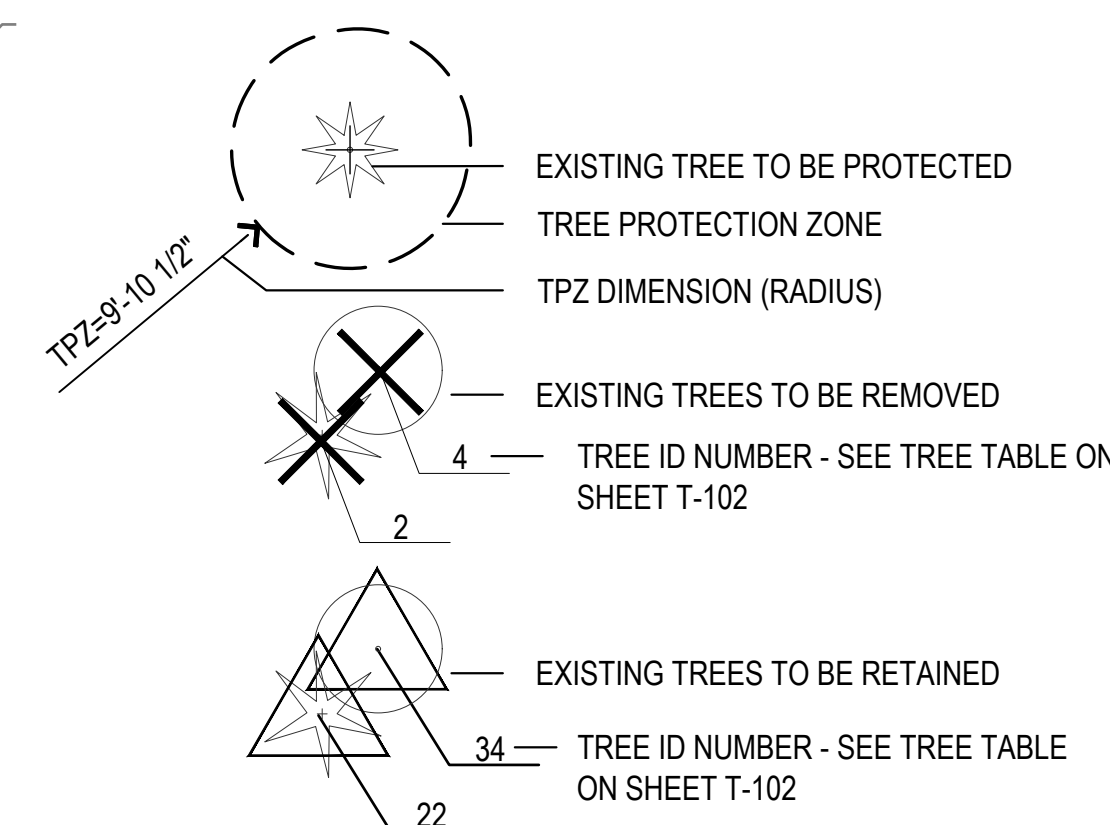 EXISTING TREE TO BE PROTECTED
TREE PROTECTION ZONE
TPZ=9'-10 1/2"
TPZ DIMENSION (RADIUS)
EXISTING TREES TO BE REMOVED
4
TREE ID NUMBER - SEE TREE TABLE ON
SHEET T-102
2
EXISTING TREES TO BE RETAINED
34
TREE ID NUMBER - SEE TREE TABLE
ON SHEET T-102
22